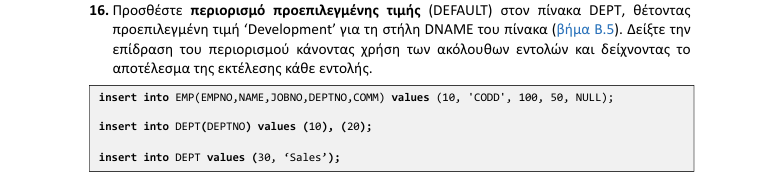 16. Προσθέστε περιορισμό προεπιλεγμένης τιμής (DEFAULT) στον πίνακα DEPT, θέτοντας
προεπιλεγμένη τιμή ‘Development’ για τη στήλη DNAME του πίνακα (βήμα B.5). Δείξτε την
επίδραση του περιορισμού κάνοντας χρήση των ακόλουθων εντολών και δείχνοντας το
αποτέλεσμα της εκτέλεσης κάθε εντολής.
insert into EMP(EMPNO,NAME,JOBNO,DEPTNO,COMM) values (10, 'CODD', 100, 50, NULL);
insert into DEPT(DEPTNO) values (10), (20);
insert into DEPT values (30, ‘Sales’);